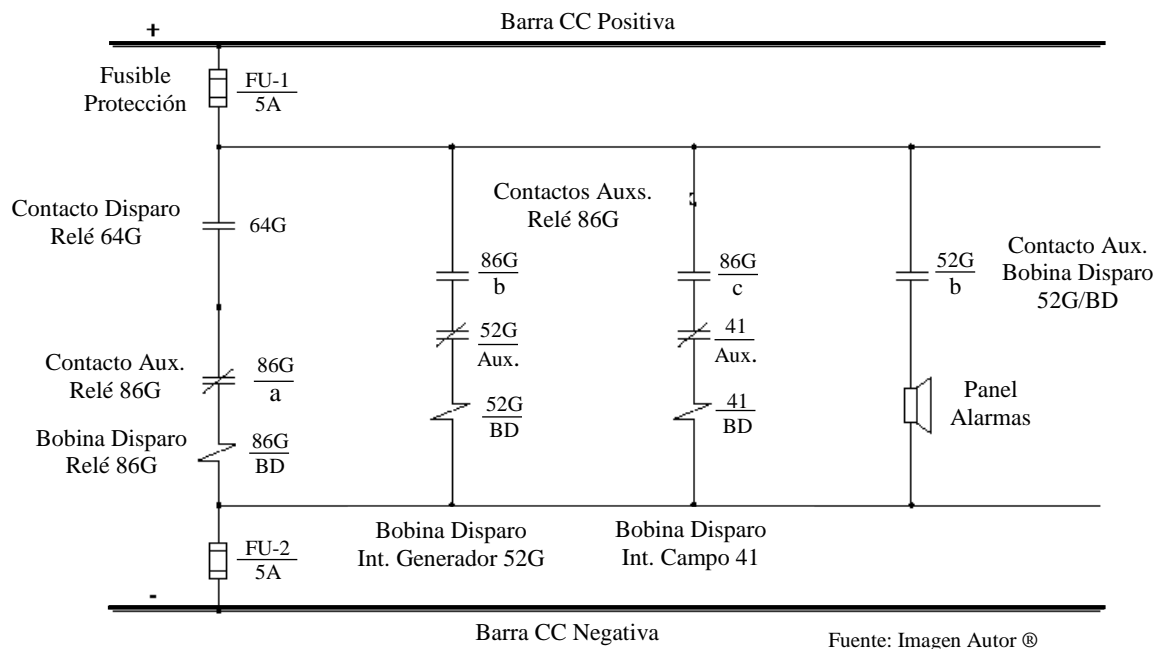 Barra CC Positiva
+
Fusible
Protección
FU-1
5A
Contactos Auxs.
Relé 86G
Contacto Disparo
Relé 64G
64G
86G
b
86G
c
52G
b
Contacto Aux.
Bobina Disparo
52G/BD
52G
Aux.
41
Aux.
Contacto Aux.
Relé 86G
86G
a
52G
BD
41
BD
Panel
Alarmas
Bobina Disparo
Relé 86G
86G
BD
Bobina Disparo
Int. Generador 52G
Bobina Disparo
Int. Campo 41
FU-2
5A
-
Barra CC Negativa
Fuente: Imagen Autor ®